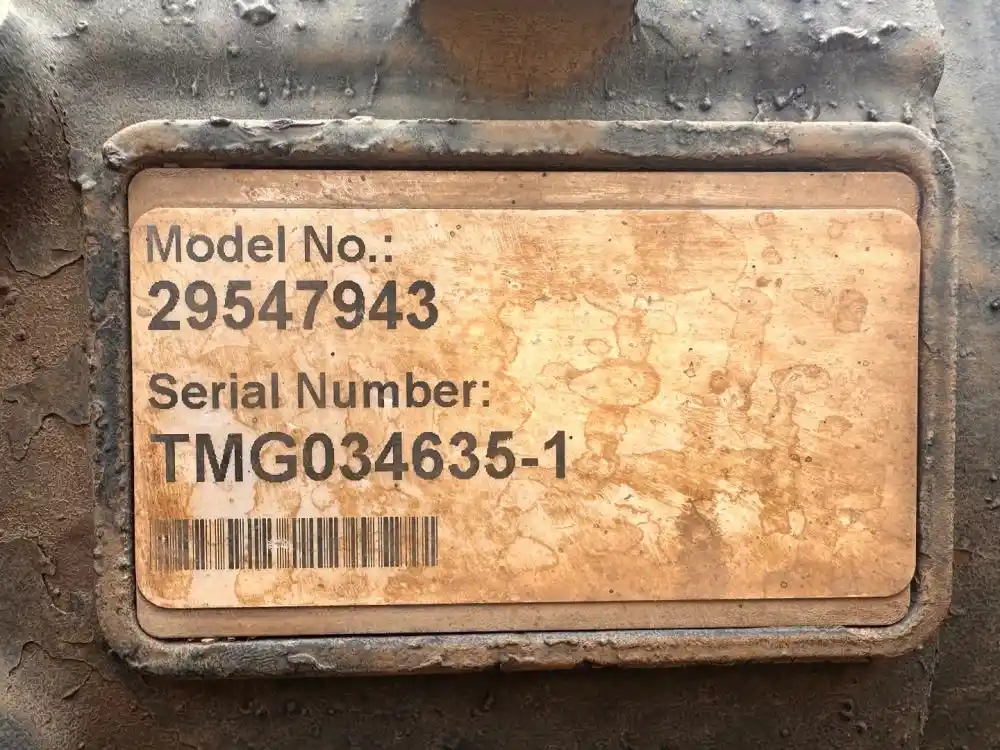 Model No.:
29547943
Serial Number:
TMG034635-1